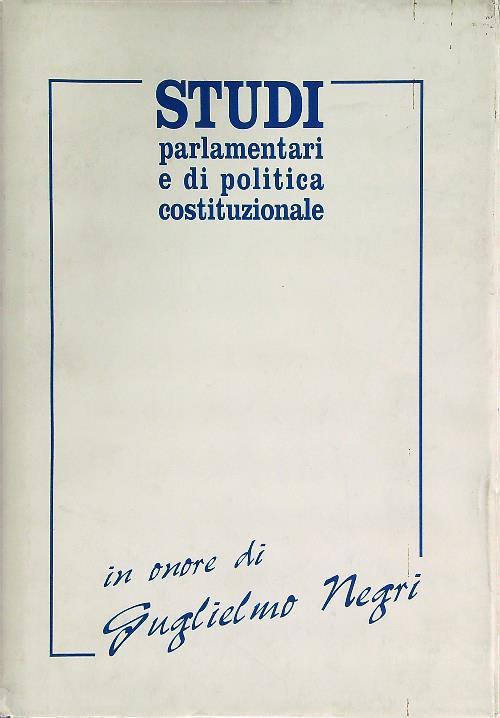 STUDI
parlamentari
e di politica
costituzionale
in onore di
Guglielmo Negri